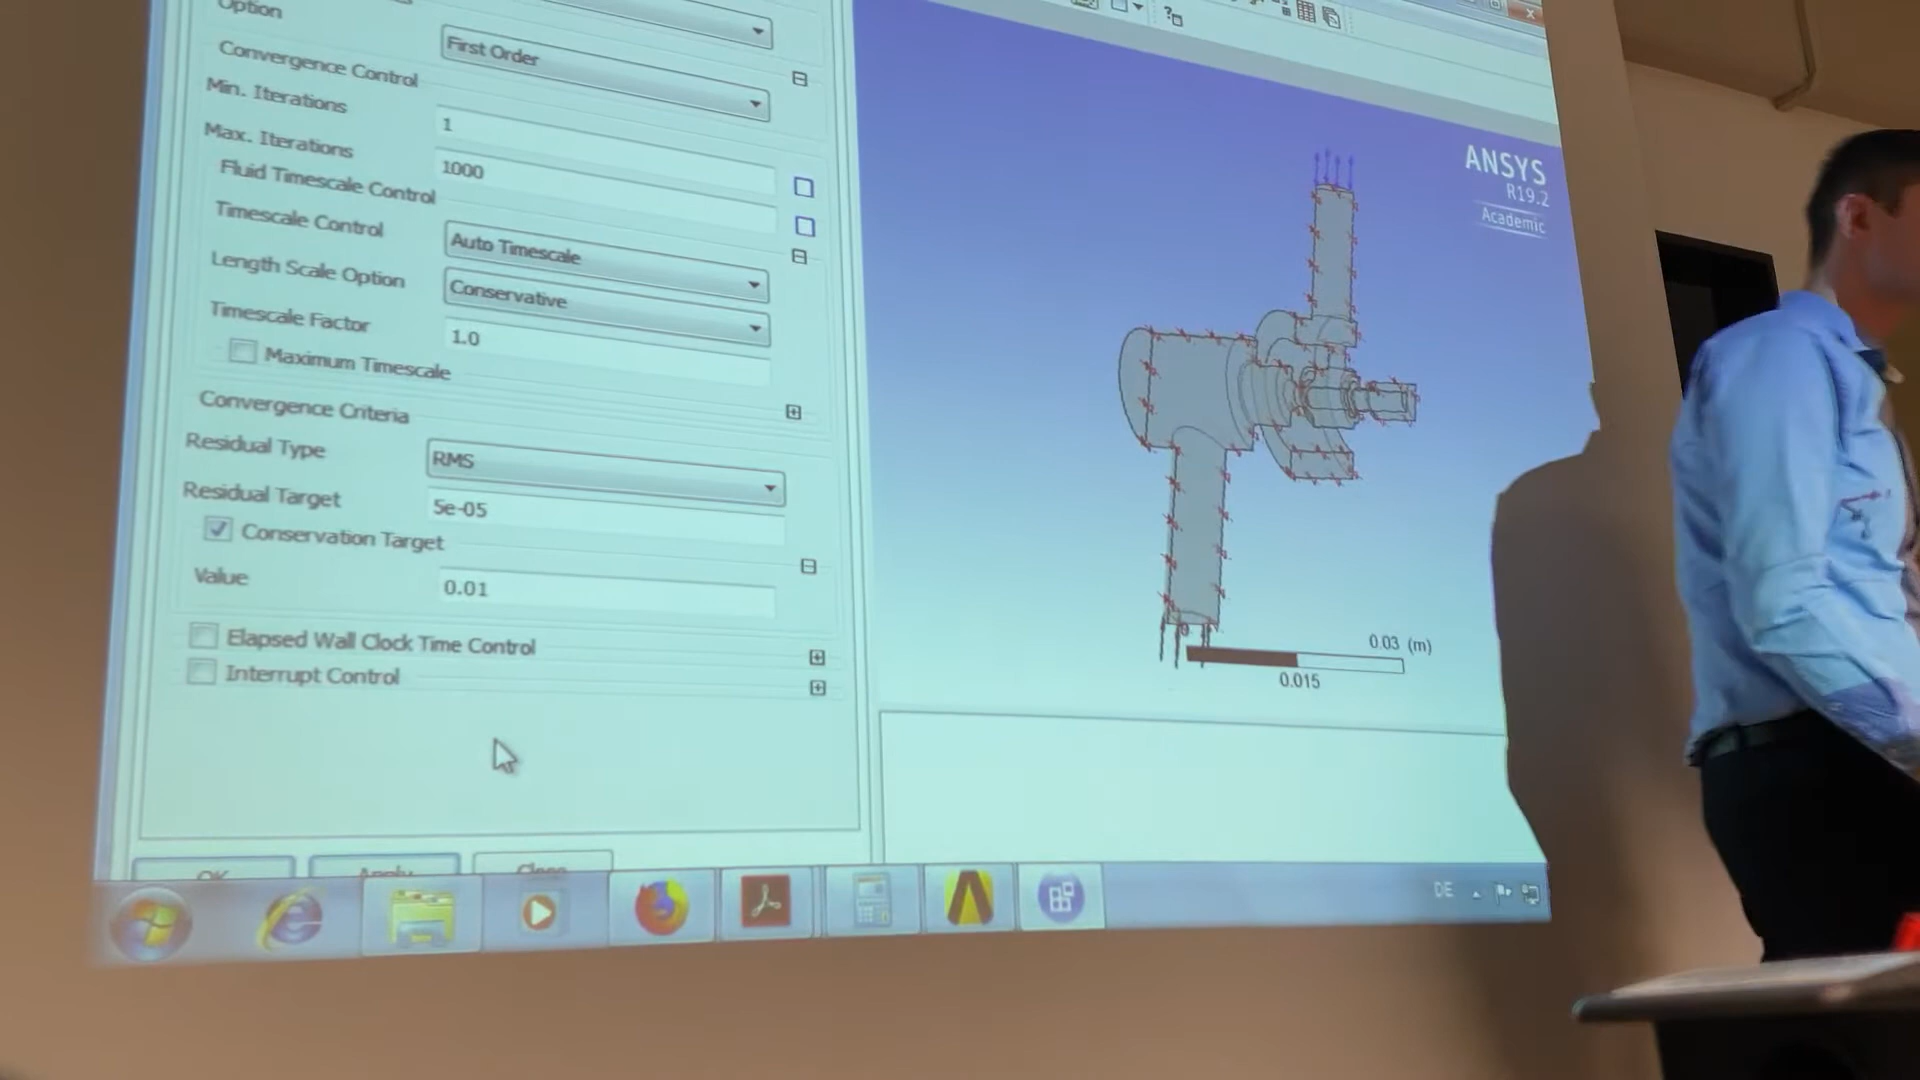 Option
First Order
Convergence Control
Min. Iterations
1
Max. Iterations
1000
Fluid Timescale Control
Timescale Control
Auto Timescale
Length Scale Option
Conservative
Timescale Factor
1.0
Maximum Timescale
Convergence Criteria
Residual Type
RMS
Residual Target
5e-05
Conservation Target
Value
0.01
Elapsed Wall Clock Time Control
Interrupt Control
OK
Apply
Close
ANSYS
R19.2
Academic
0.03 (m)
0.015
DE